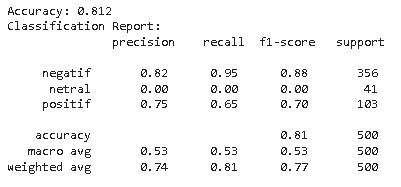 Accuracy: 0.812
Classification Report:
precision recall f1-score support
negatif 0.82 0.95 0.88 356
netral 0.00 0.00 0.00 41
positif 0.75 0.65 0.70 103
accuracy 0.81 500
macro avg 0.53 0.53 0.53 500
weighted avg 0.74 0.81 0.77 500